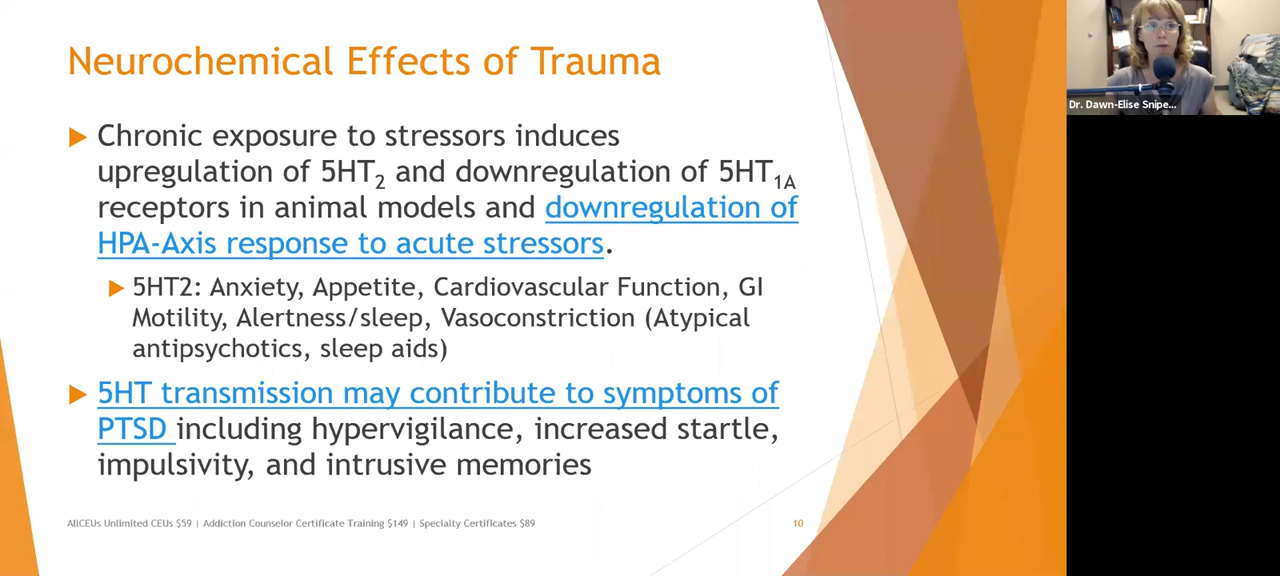 Neurochemical Effects of Trauma
Chronic exposure to stressors induces
upregulation of 5HT2 and downregulation of 5HT1A
receptors in animal models and downregulation of
HPA-Axis response to acute stressors.
5HT2: Anxiety, Appetite, Cardiovascular Function, GI
Motility, Alertness/sleep, Vasoconstriction (Atypical
antipsychotics, sleep aids)
5HT transmission may contribute to symptoms of
PTSD including hypervigilance, increased startle,
impulsivity, and intrusive memories
AllCEUs Unlimited CEUs $59 | Addiction Counselor Certificate Training $149 | Specialty Certificates $89
10
Dr. Dawn-Elise Snipe...